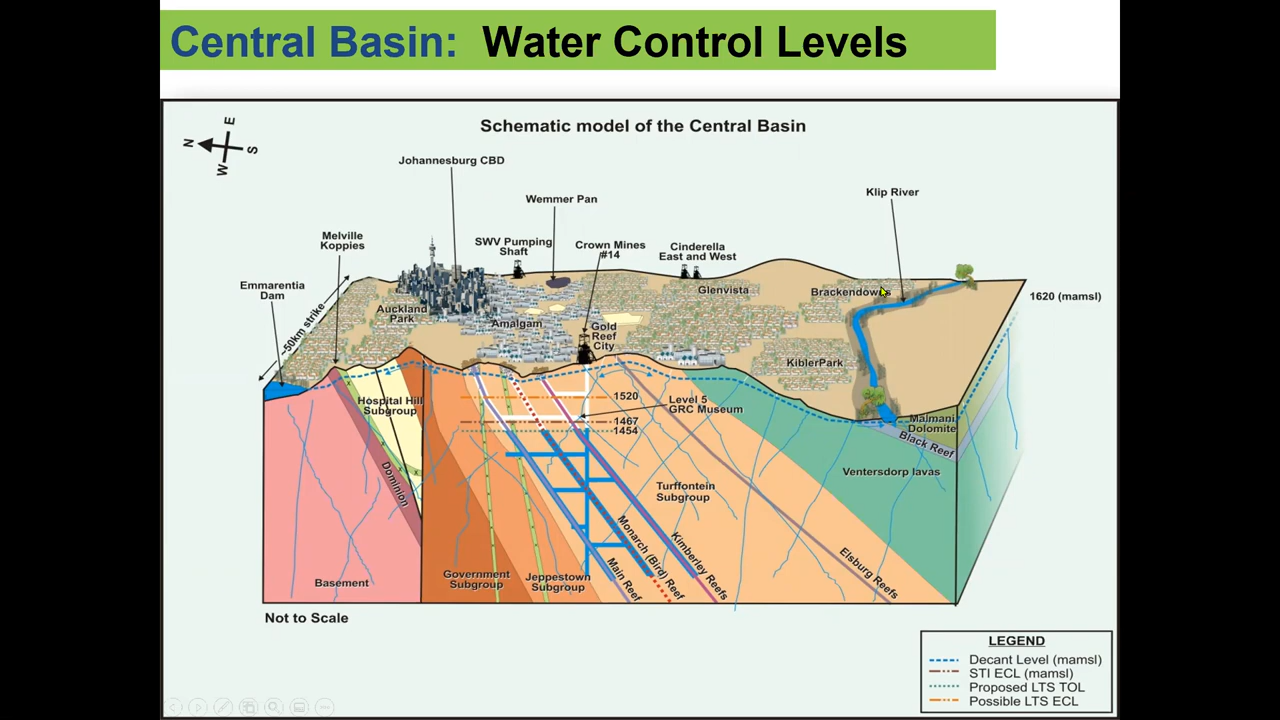 Central Basin: Water Control Levels
Schematic model of the Central Basin
N
E
S
W
Johannesburg CBD
Wemmer Pan
Klip River
Melville
Koppies
SWV Pumping
Shaft
Crown Mines
#14
Cinderella
East and West
Emmarentia
Dam
~50km strike
Auckland
Park
Amalgam
Gold
Reef
City
Glenvista
Brackendowns
KiblerPark
1620 (mamsl)
Hospital Hill
Subgroup
1520
Level 5
GRC Museum
1467
1454
Malmani
Dolomite
Black Reef
Ventersdorp lavas
Dominion
Turffontein
Subgroup
Basement
Government
Subgroup
Jeppestown
Subgroup
Main Reef
Monarch (Bird) Reef
Kimberley Reefs
Elsburg Reefs
Not to Scale
LEGEND
Decant Level (mamsl)
STI ECL (mamsl)
Proposed LTS TOL
Possible LTS ECL